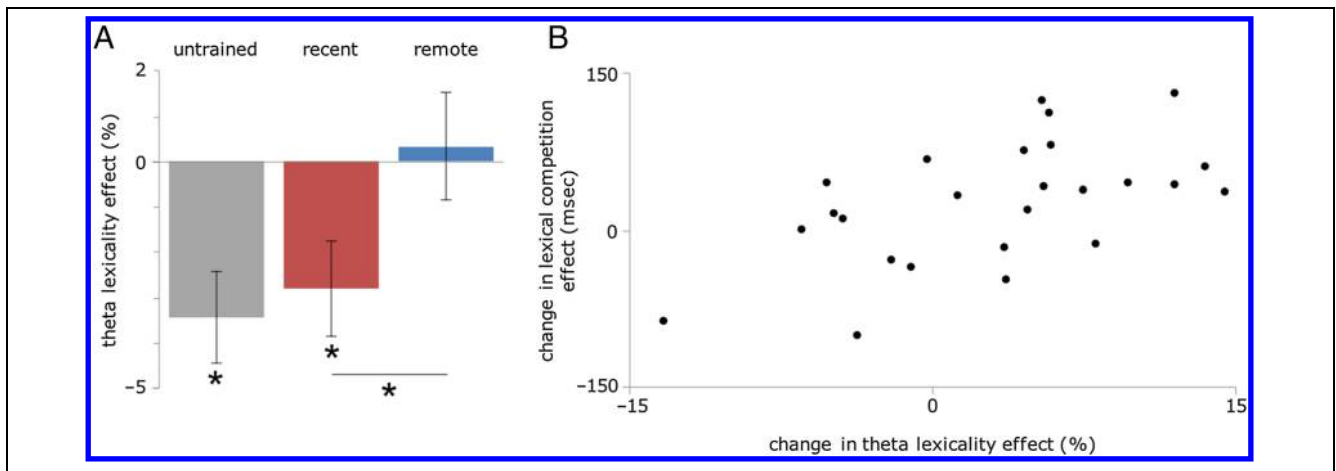 A
untrained recent remote
theta lexicality effect (%)
2
0
−5
*
*
*
B
change in lexical competition
effect (msec)
150
0
−150
−15 0 15
change in theta lexicality effect (%)